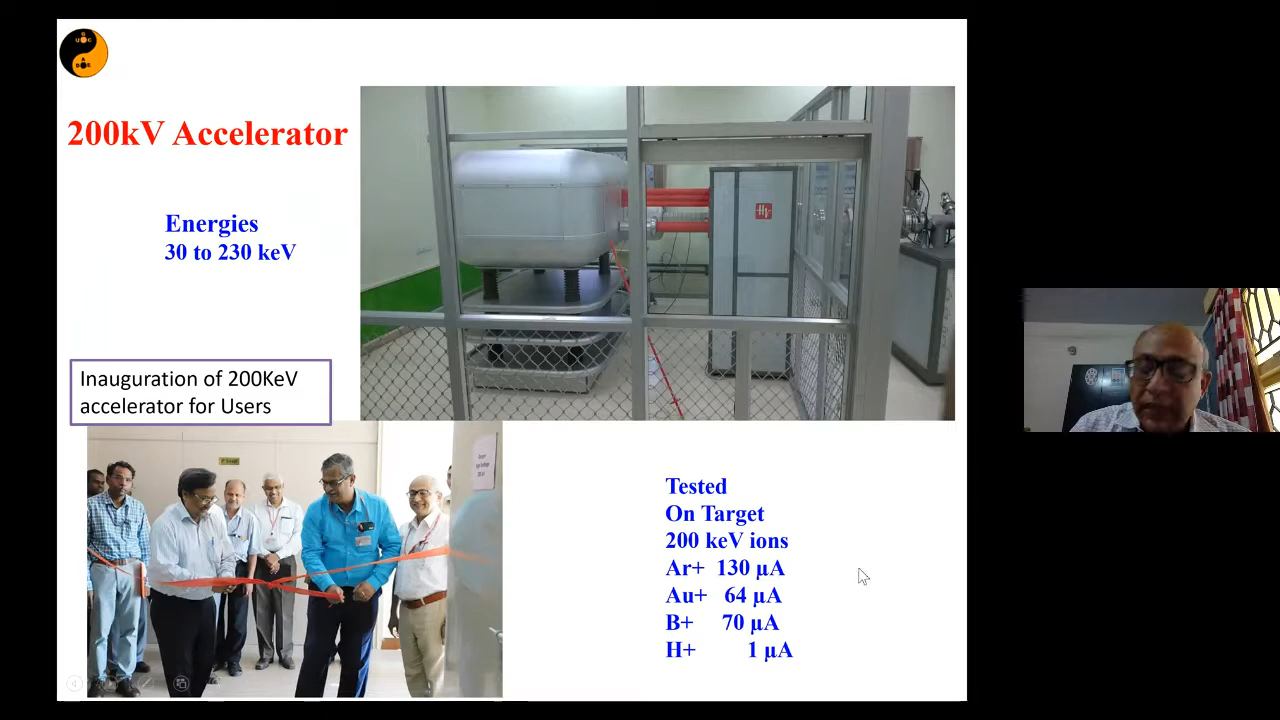 200kV Accelerator
Energies
30 to 230 keV
Inauguration of 200KeV
accelerator for Users
Tested
On Target
200 keV ions
Ar+ 130 µA
Au+ 64 µA
B+ 70 µA
H+ 1 µA